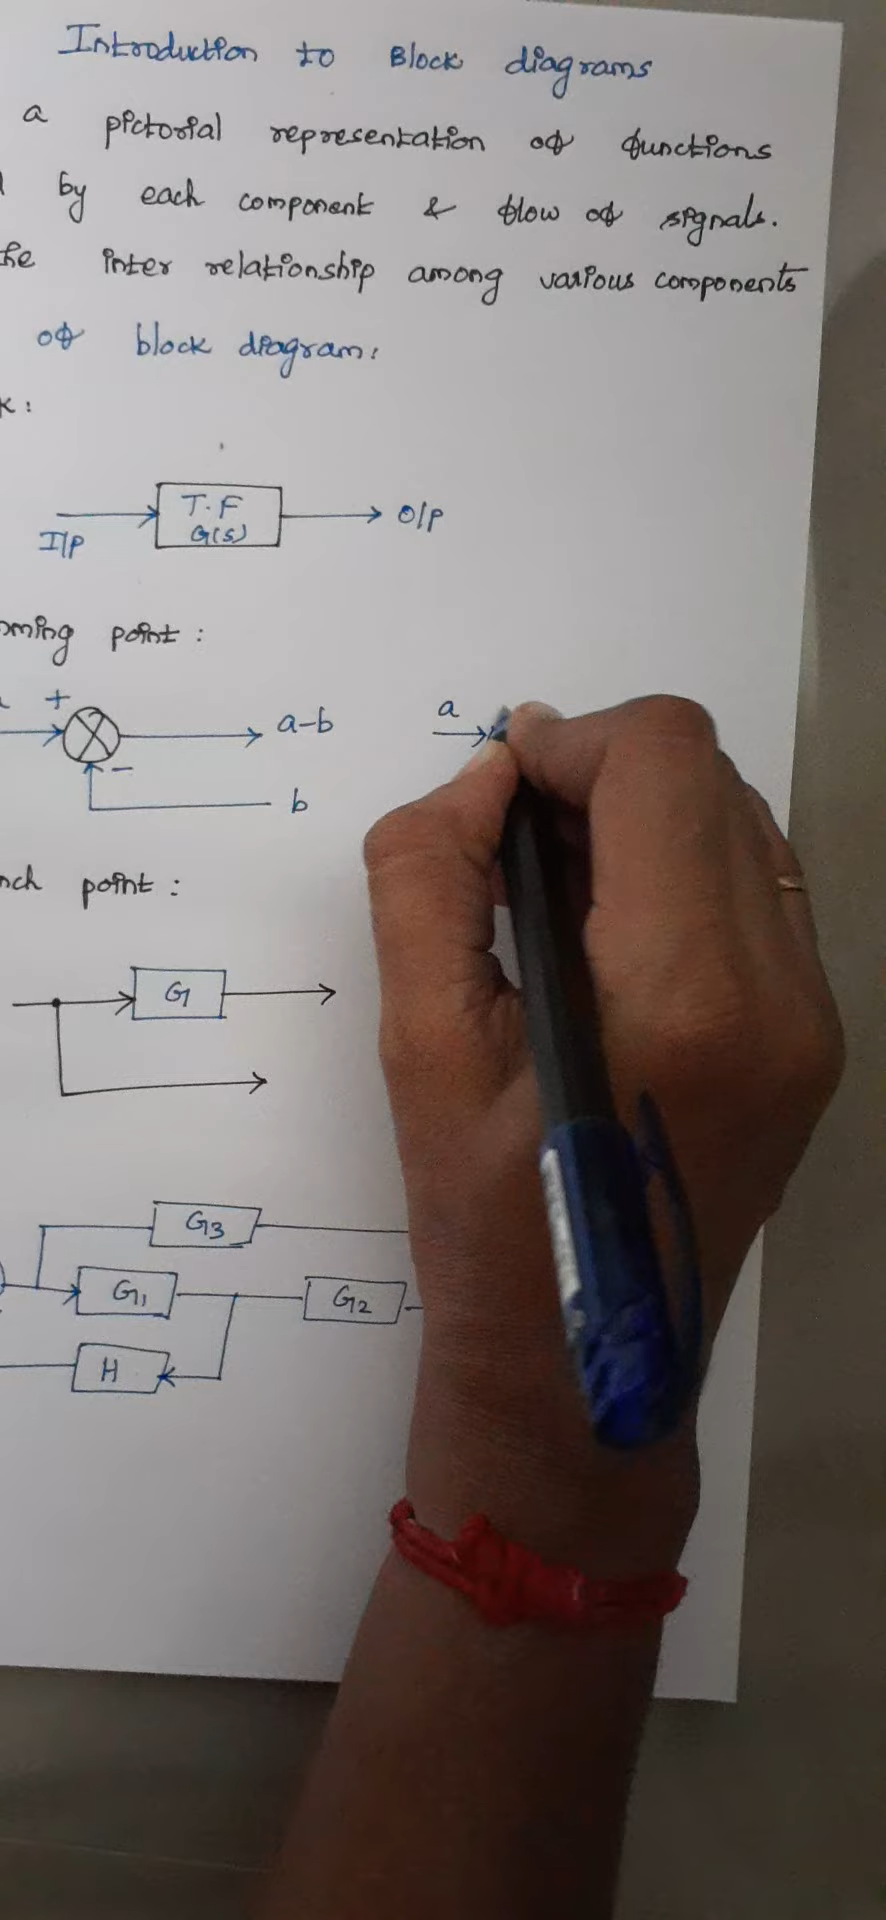 Introduction to Block diagrams
a pictorial representation of functions
by each component & flow of signals.
inter relationship among various components
of block diagram:
T.F
I/P G(s) O/P
point:
+ a-b a
-
b
point:
G
G3
G1 G2
H